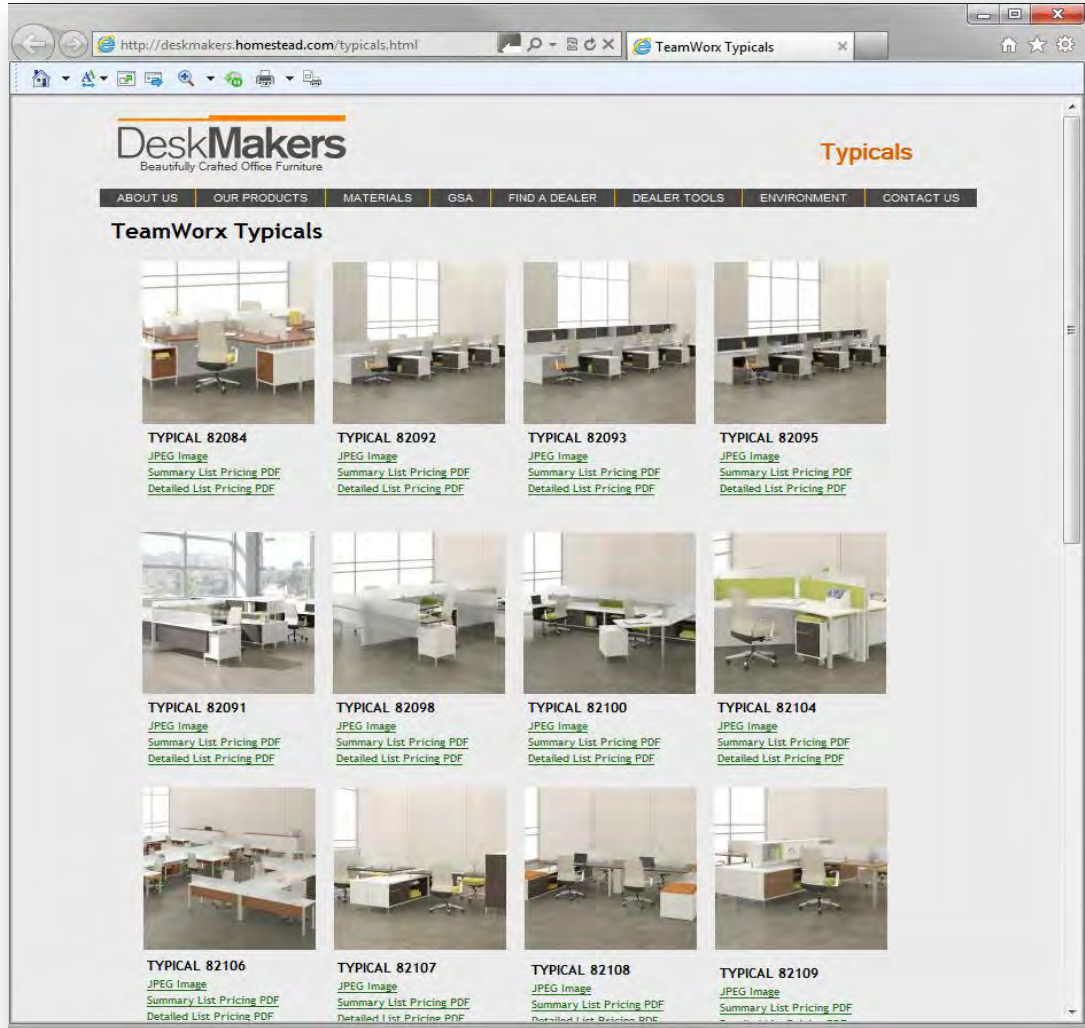 http://deskmakers.homestead.com/typicals.html
TeamWorx Typicals
DeskMakers
Beautifully Crafted Office Furniture
Typicals
ABOUT US OUR PRODUCTS MATERIALS GSA FIND A DEALER DEALER TOOLS ENVIRONMENT CONTACT US
TeamWorx Typicals
TYPICAL 82084 TYPICAL 82092 TYPICAL 82093 TYPICAL 82095
JPEG Image JPEG Image JPEG Image JPEG Image
Summary List Pricing PDF Summary List Pricing PDF Summary List Pricing PDF Summary List Pricing PDF
Detailed List Pricing PDF Detailed List Pricing PDF Detailed List Pricing PDF Detailed List Pricing PDF
TYPICAL 82091 TYPICAL 82098 TYPICAL 82100 TYPICAL 82104
JPEG Image JPEG Image JPEG Image JPEG Image
Summary List Pricing PDF Summary List Pricing PDF Summary List Pricing PDF Summary List Pricing PDF
Detailed List Pricing PDF Detailed List Pricing PDF Detailed List Pricing PDF Detailed List Pricing PDF
TYPICAL 82106 TYPICAL 82107 TYPICAL 82108 TYPICAL 82109
JPEG Image JPEG Image JPEG Image JPEG Image
Summary List Pricing PDF Summary List Pricing PDF Summary List Pricing PDF Summary List Pricing PDF
Detailed List Pricing PDF Detailed List Pricing PDF Detailed List Pricing PDF